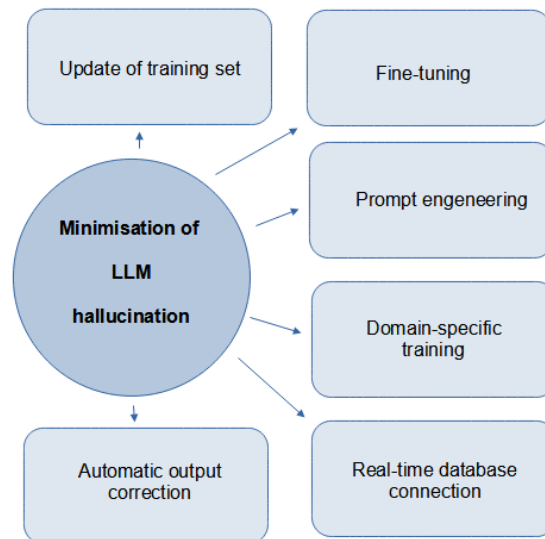 Update of training set
Fine-tuning
Prompt engeneering
Minimisation of
LLM
hallucination
Domain-specific
training
Automatic output
correction
Real-time database
connection